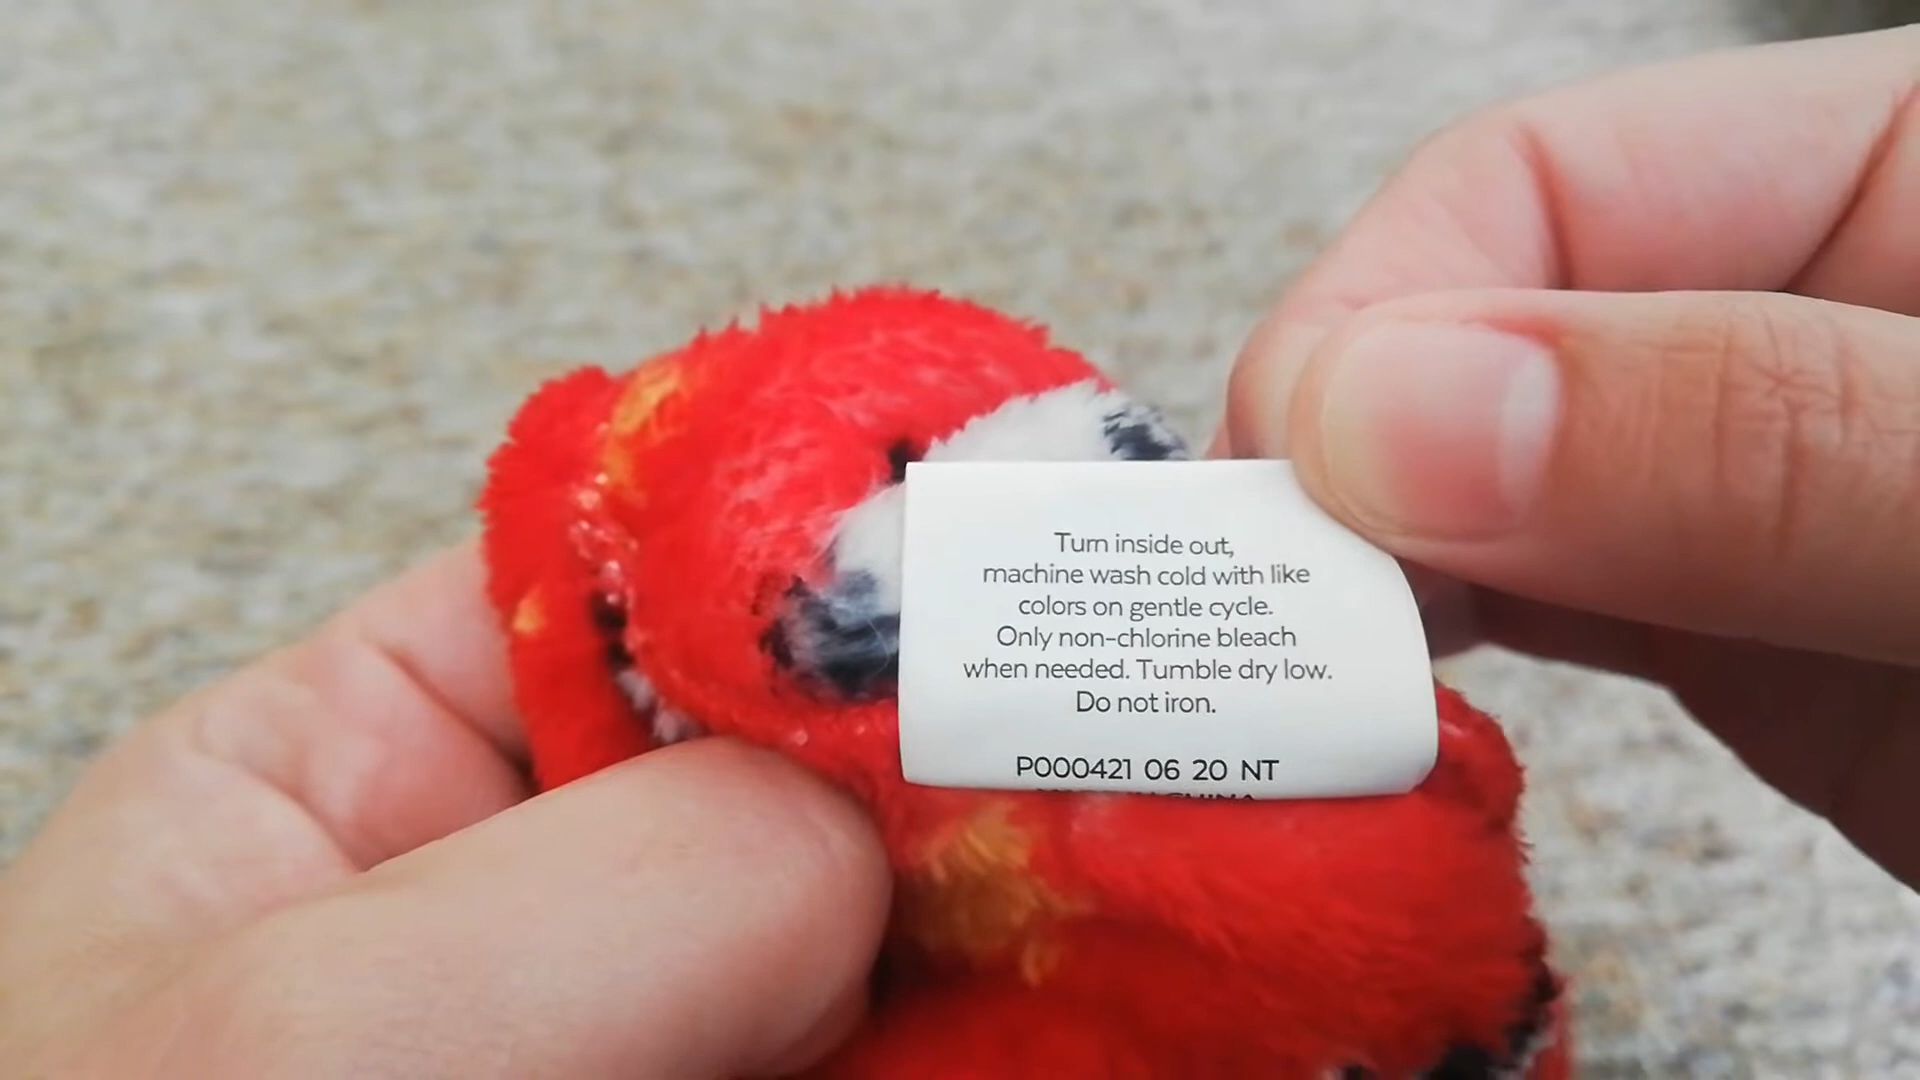 Turn inside out,
machine wash cold with like
colors on gentle cycle.
Only non-chlorine bleach
when needed. Tumble dry low.
Do not iron.
P000421 06 20 NT
CHINA